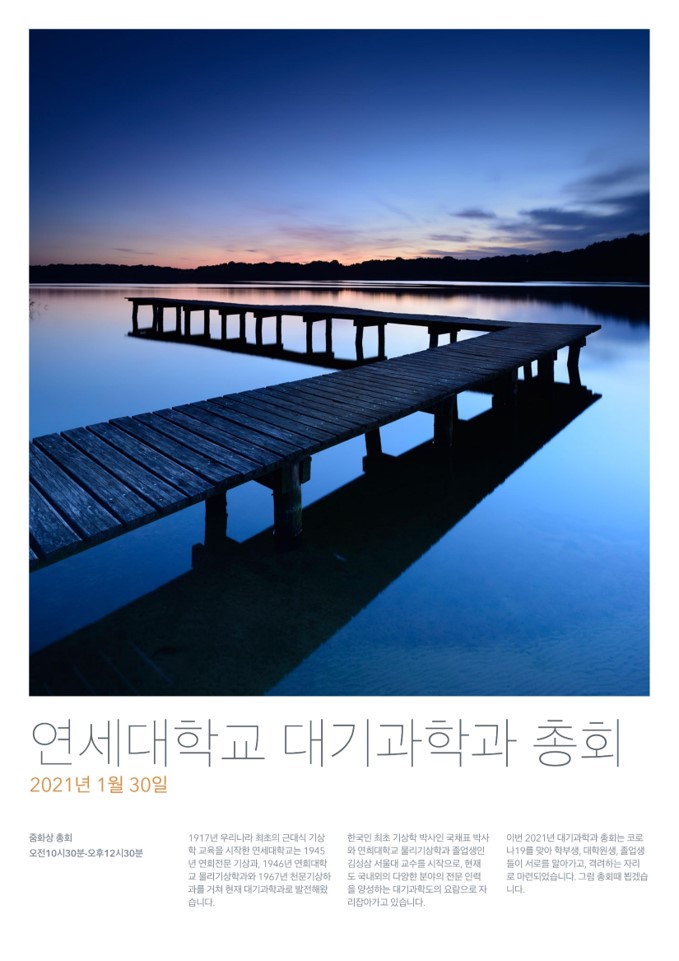 연세대학교 대기과학과 총회
2021년 1월 30일
줌화상 총회
오전10시30분-오후12시30분
1917년 우리나라 최초의 근대식 기상
학 교육을 시작한 연세대학교는 1945
년 연희전문 기상과, 1946년 연희대학
교 물리기상학과와 1967년 천문기상학
과를 거쳐 현재 대기과학과로 발전해왔
습니다.
한국인 최초 기상학 박사인 국채표 박사
와 연희대학교 물리기상학과 졸업생인
김성삼 서울대 교수를 시작으로, 현재
도 국내외의 다양한 분야의 전문 인력
을 양성하는 대기과학도의 요람으로 자
리잡아가고 있습니다.
이번 2021년 대기과학과 총회는 코로
나19를 맞아 학부생, 대학원생, 졸업생
들이 서로를 알아가고, 격려하는 자리
로 마련되었습니다. 그럼 총회때 뵙겠습
니다.